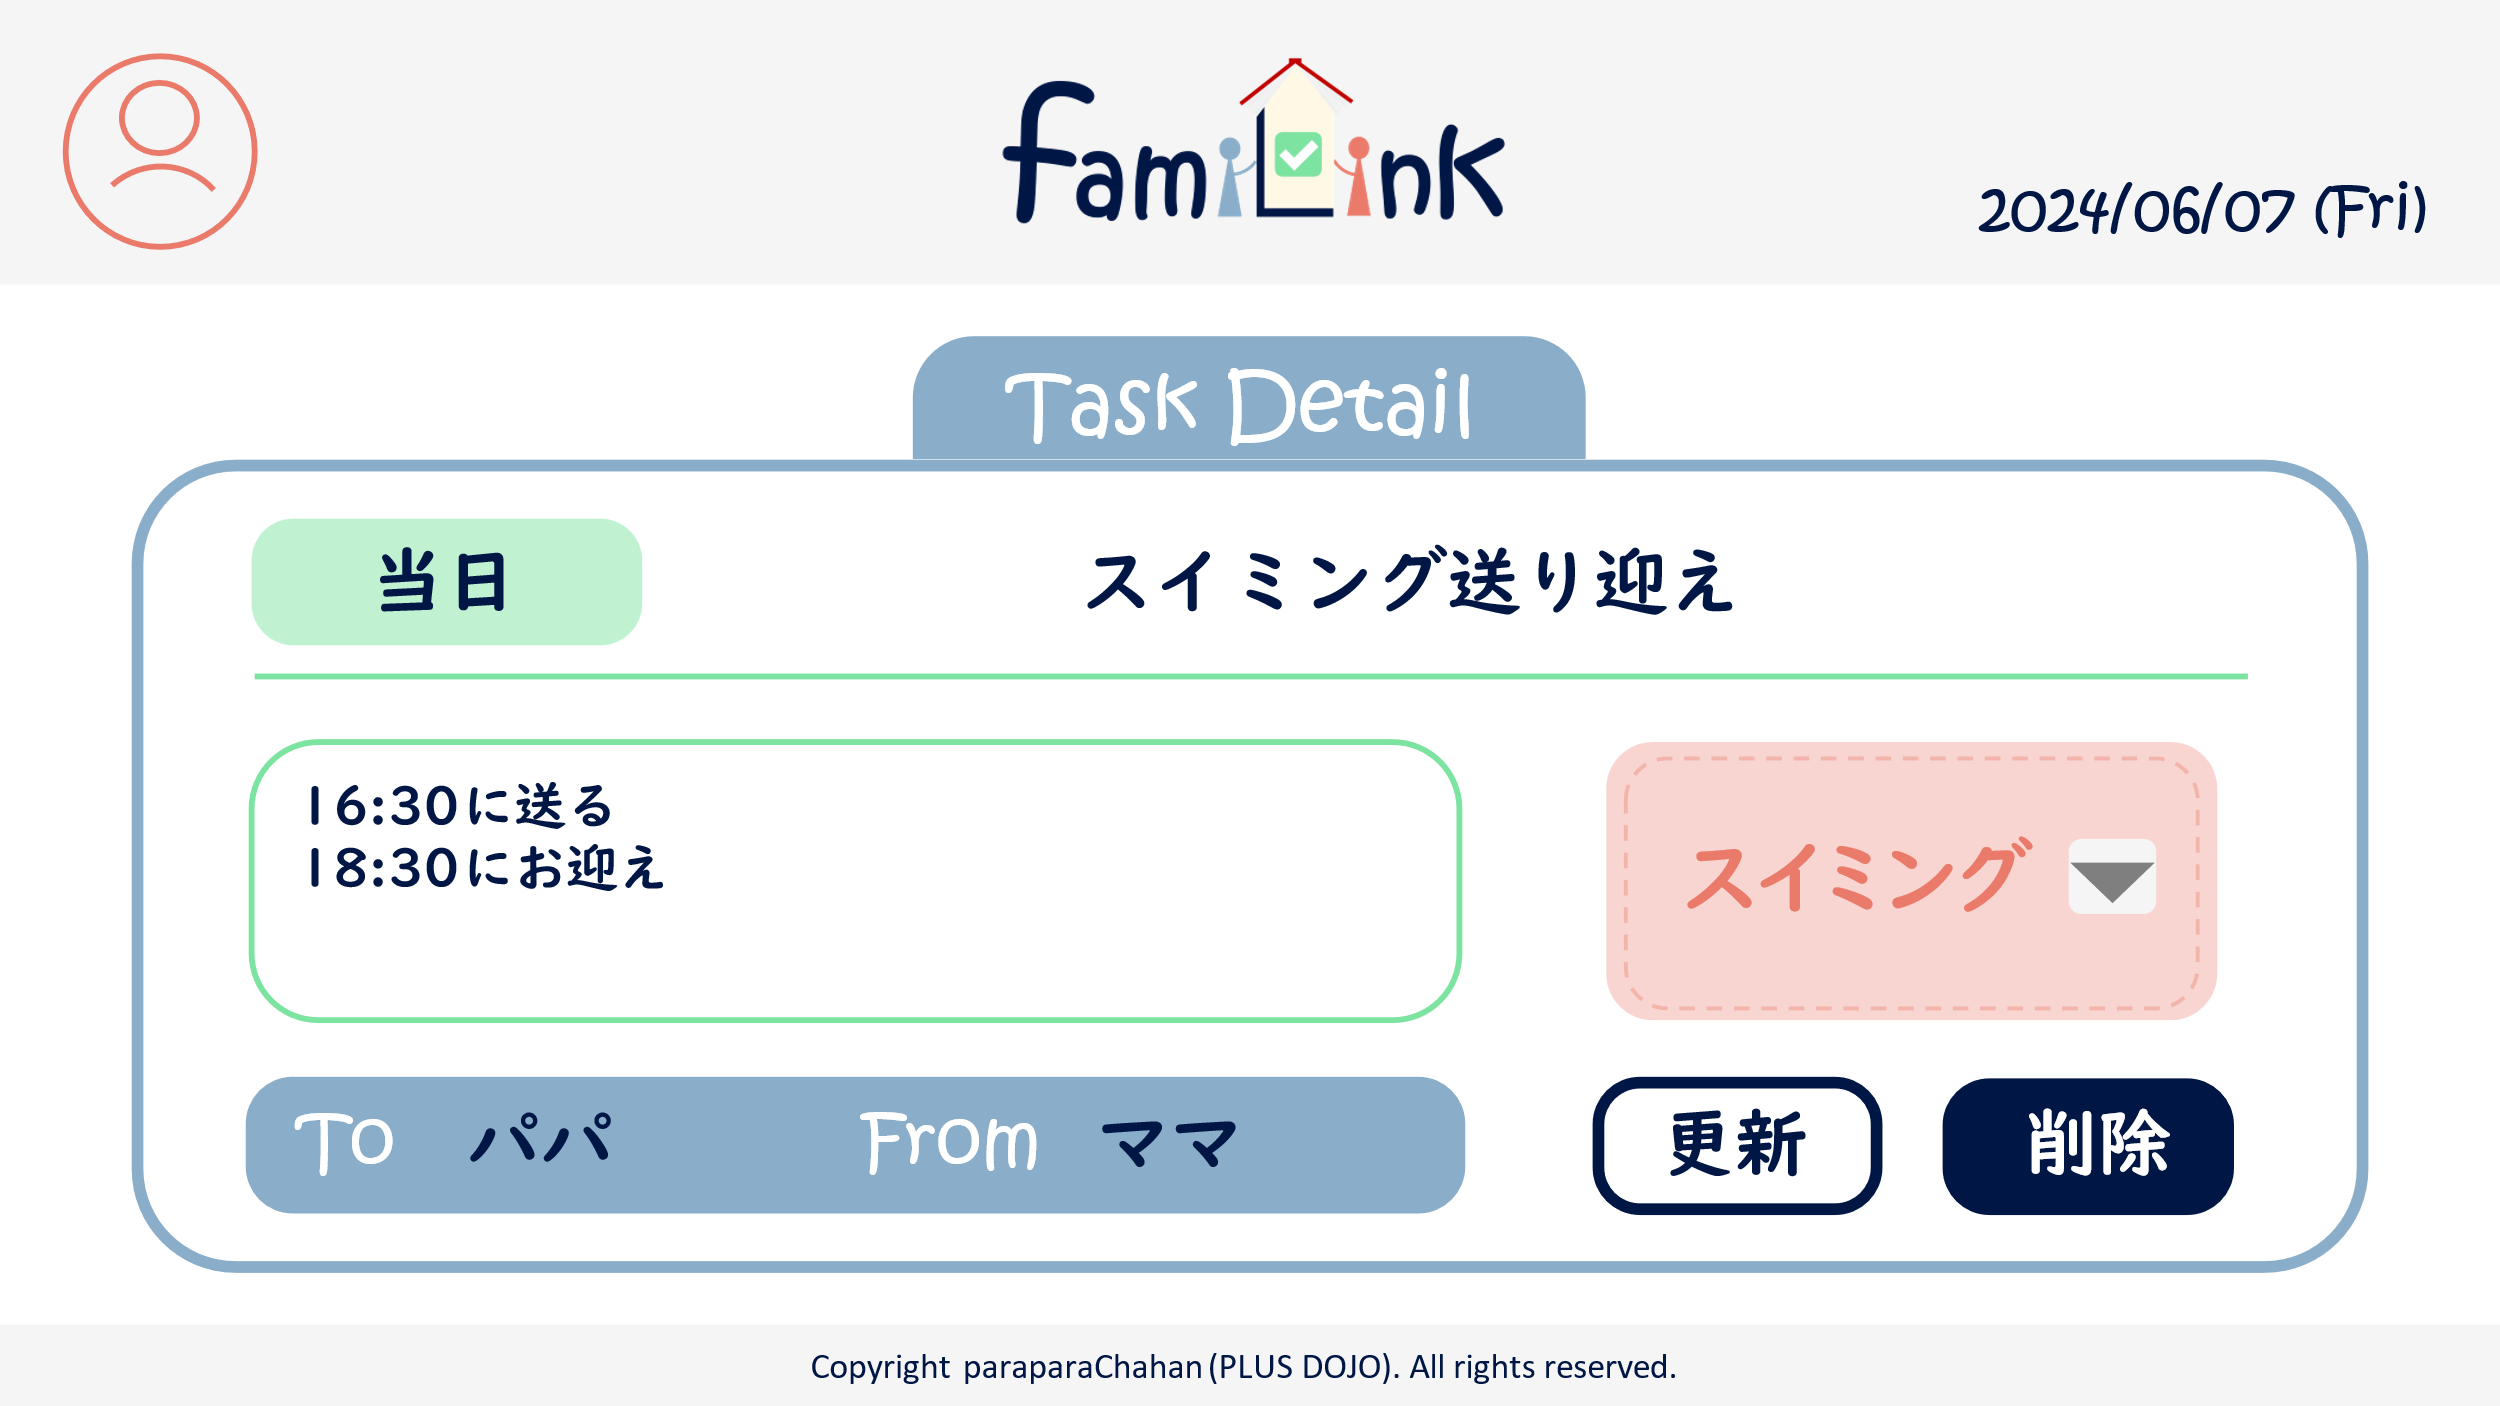 famLink
2024/06/07 (Fri)
Task Detail
当日
スイミング送り迎え
16:30に送る
18:30にお迎え
スイミング
To パパ From ママ
更新
削除
Copyright paraparaChahan (PLUS DOJO). All rights reserved.